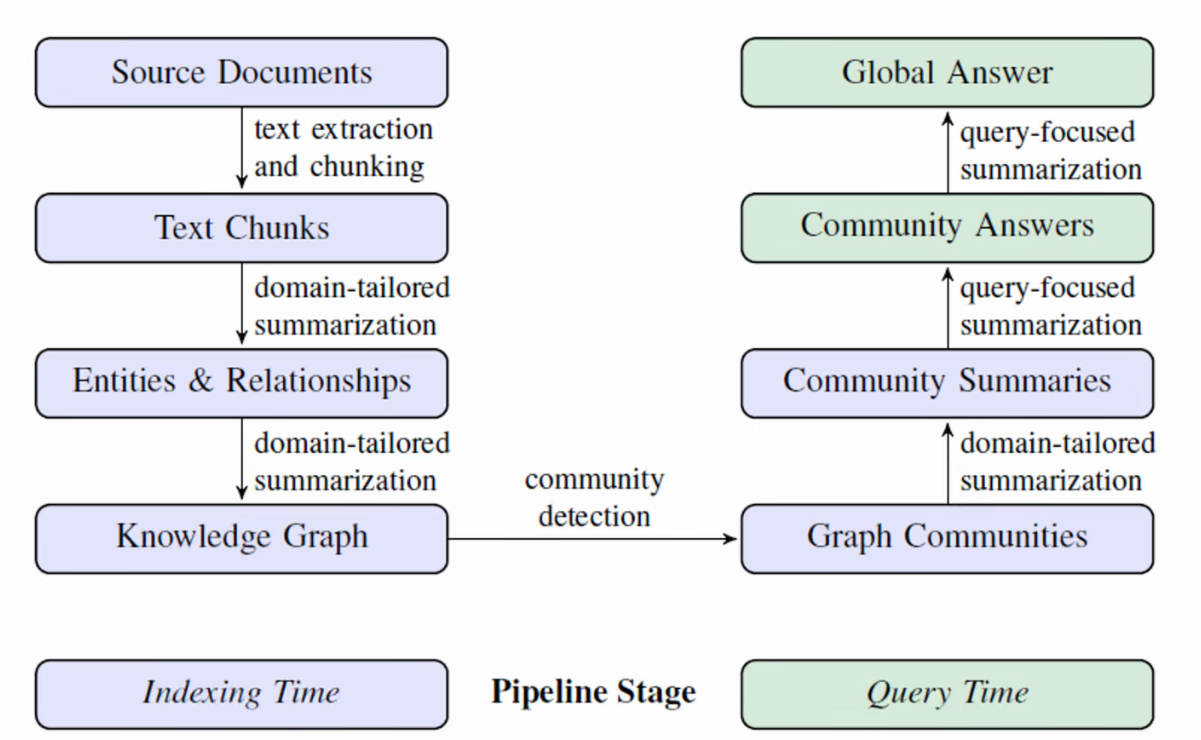 Source Documents
text extraction
and chunking
Text Chunks
domain-tailored
summarization
Entities & Relationships
domain-tailored
summarization
Knowledge Graph
community
detection
Graph Communities
domain-tailored
summarization
Community Summaries
query-focused
summarization
Community Answers
query-focused
summarization
Global Answer
Indexing Time
Pipeline Stage
Query Time